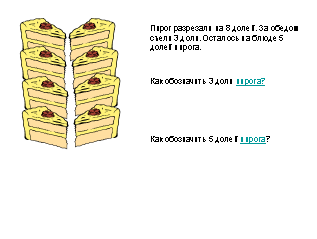 Пирог разрезали на 8 долей. За обедом
съели 3 доли. Осталось на блюде 5
долей пирога.
Как обозначить 3 доли пирога?
Как обозначить 5 долей пирога?